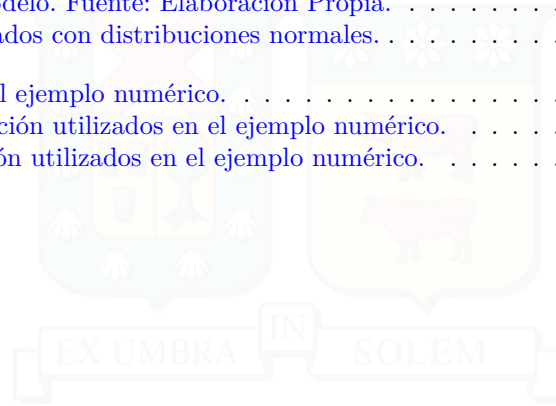 odelo. Fuente: Elaboración Propia. . . . . . . . .
ados con distribuciones normales. . . . . . . . . .
l ejemplo numérico. . . . . . . . . . . . . . . . .
ción utilizados en el ejemplo numérico. . . . . .
ón utilizados en el ejemplo numérico. . . . . . .
EX UMBRA IN SOLEM